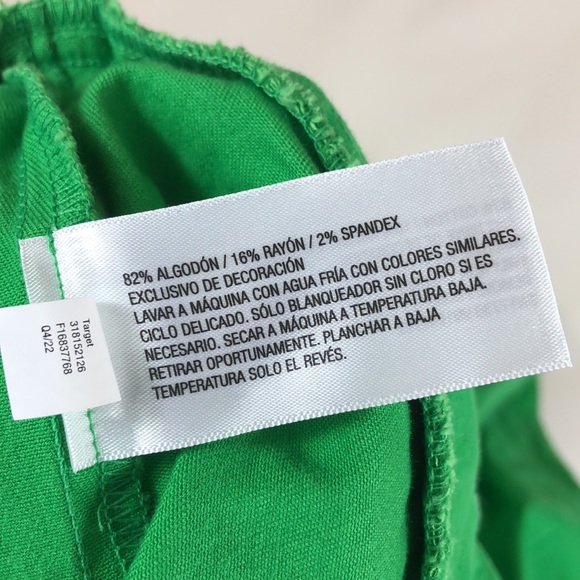 82% ALGODÓN / 16% RAYÓN / 2% SPANDEX
EXCLUSIVO DE DECORACIÓN
LAVAR A MÁQUINA CON AGUA FRÍA CON COLORES SIMILARES.
CICLO DELICADO. SÓLO BLANQUEADOR SIN CLORO SI ES
NECESARIO. SECAR A MÁQUINA A TEMPERATURA BAJA.
RETIRAR OPORTUNAMENTE. PLANCHAR A BAJA
TEMPERATURA SOLO EL REVÉS.
Target
318152126
F16837768
Q4/22